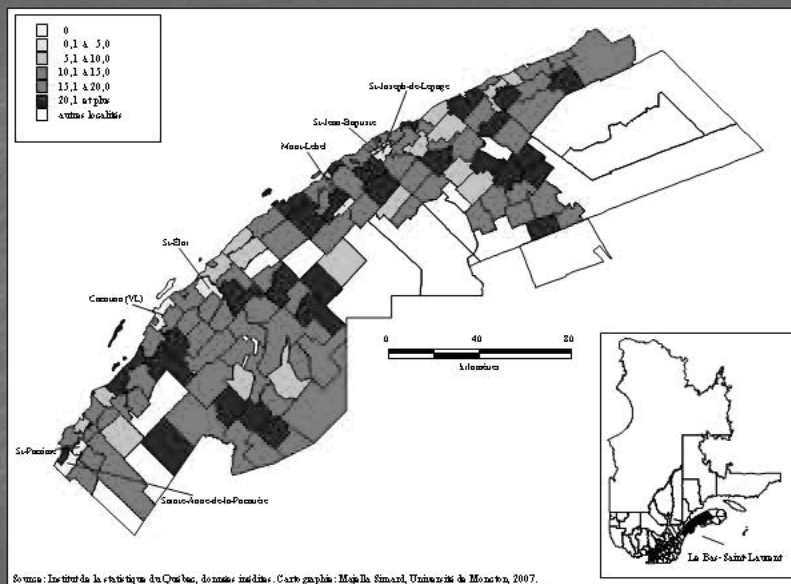 0
0,1 à 5,0
5,1 à 10,0
10,1 à 15,0
15,1 à 20,0
20,1 et plus
autres localités
St-Joseph-de-Lepage
St-Jean-Baptiste
Mont-Lebel
St-Éloi
Cacouna (VL)
0 40 80
kilomètres
St-Pacôme
Sainte-Anne-de-la-Pocatière
Le Bas-Saint-Laurent
Source: Institut de la statistique du Québec, données inédites. Cartographie: Majella Simard, Université de Moncton, 2007.